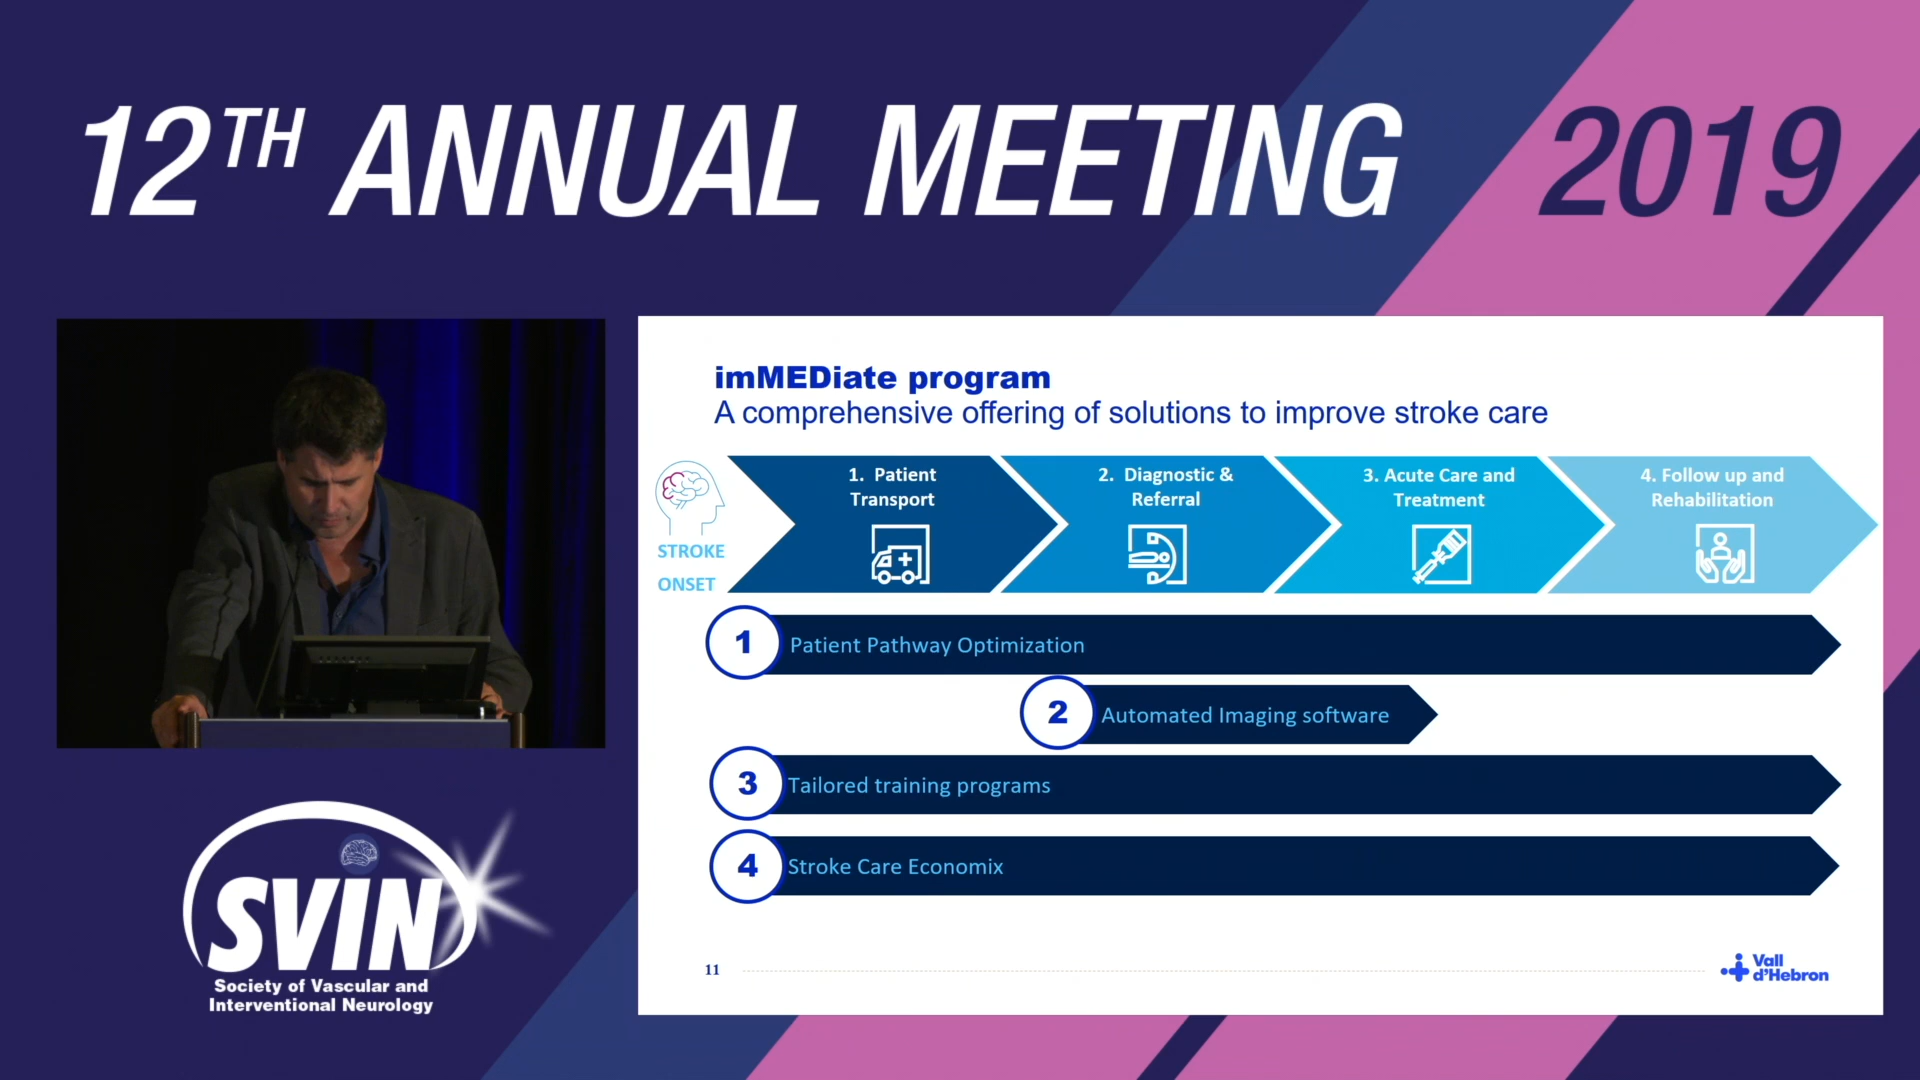 12TH ANNUAL MEETING 2019
imMEDiate program
A comprehensive offering of solutions to improve stroke care
STROKE
ONSET
1. Patient
Transport
2. Diagnostic &
Referral
3. Acute Care and
Treatment
4. Follow up and
Rehabilitation
1 Patient Pathway Optimization
2 Automated Imaging software
3 Tailored training programs
4 Stroke Care Economix
11
Vall
d'Hebron
SVIN
Society of Vascular and
Interventional Neurology